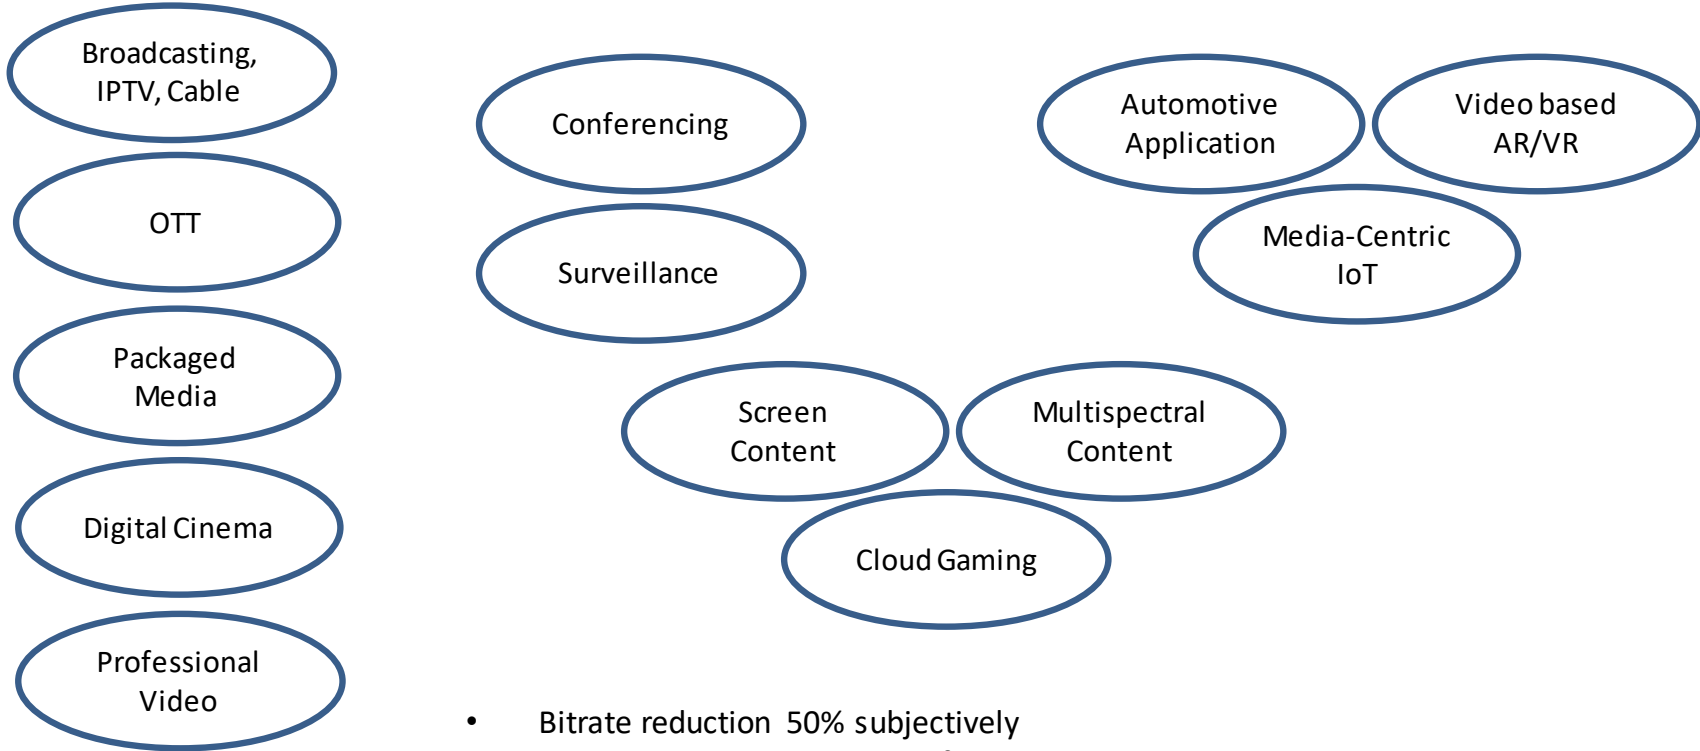 Broadcasting,
IPTV, Cable
OTT
Packaged
Media
Digital Cinema
Professional
Video
Conferencing
Surveillance
Automotive
Application
Video based
AR/VR
Media-Centric
IoT
Screen
Content
Multispectral
Content
Cloud Gaming
• Bitrate reduction 50% subjectively